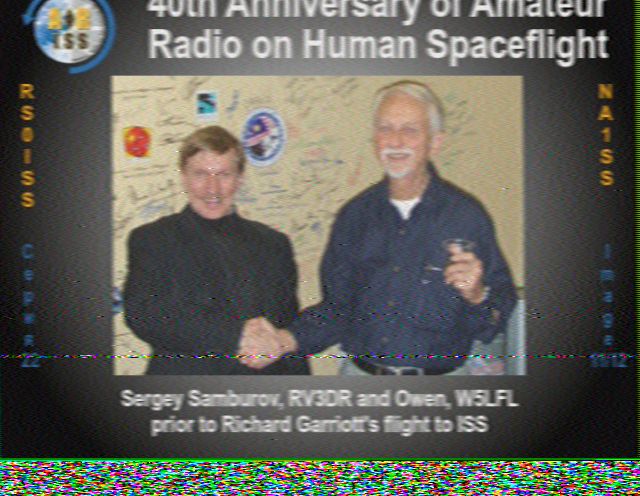 40th Anniversary of Amateur
Radio on Human Spaceflight
ISS
RS0ISS
NA1SS
Серия
22
Image
11/12
Sergey Samburov, RV3DR and Owen, W5LFL
prior to Richard Garriott's flight to ISS